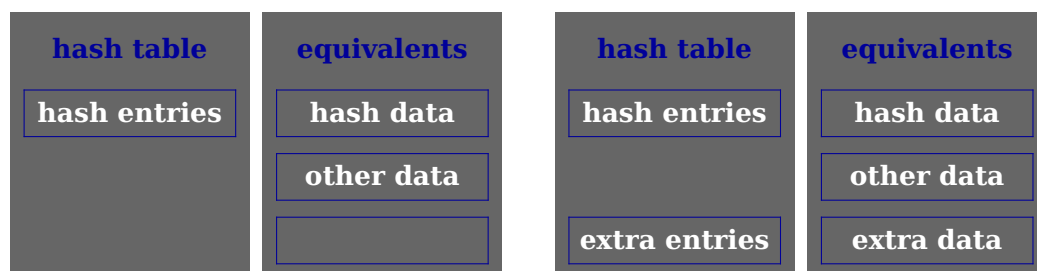 hash table
hash entries
equivalents
hash data
other data
hash table
hash entries
extra entries
equivalents
hash data
other data
extra data